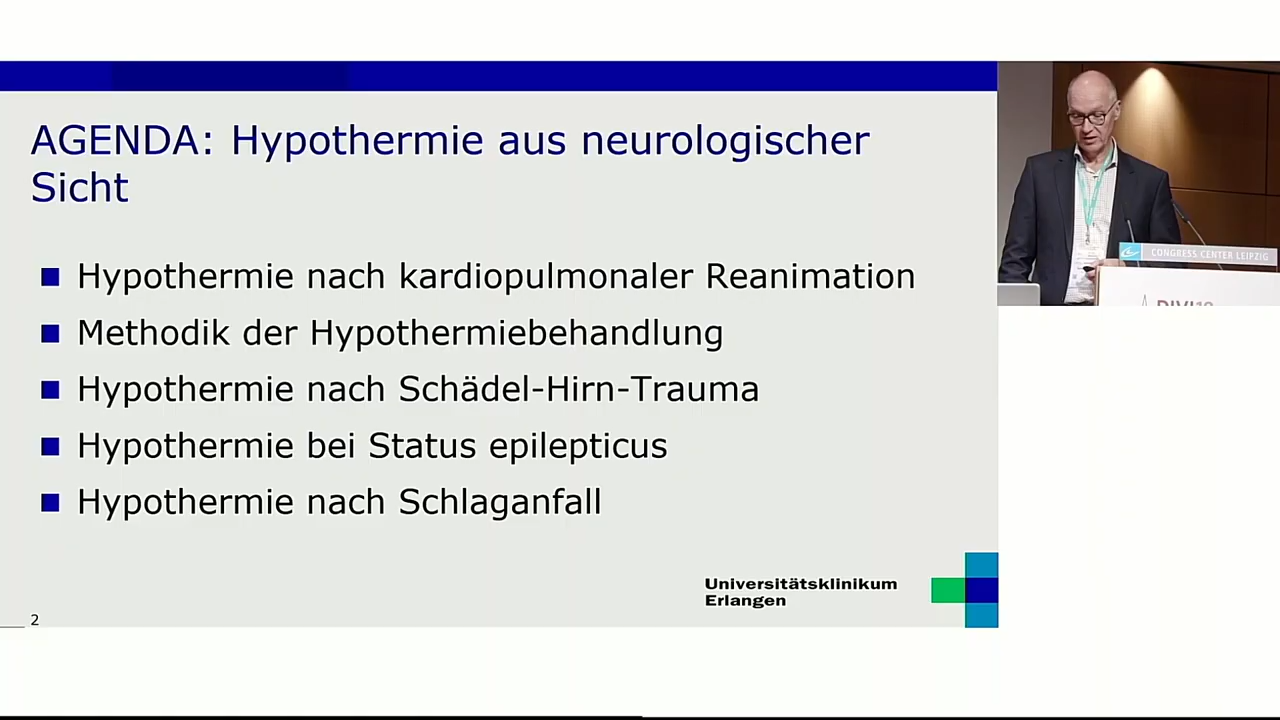 AGENDA: Hypothermie aus neurologischer
Sicht
Hypothermie nach kardiopulmonaler Reanimation
Methodik der Hypothermiebehandlung
Hypothermie nach Schädel-Hirn-Trauma
Hypothermie bei Status epilepticus
Hypothermie nach Schlaganfall
Universitätsklinikum
Erlangen
2
CONGRESS CENTER LEIPZIG